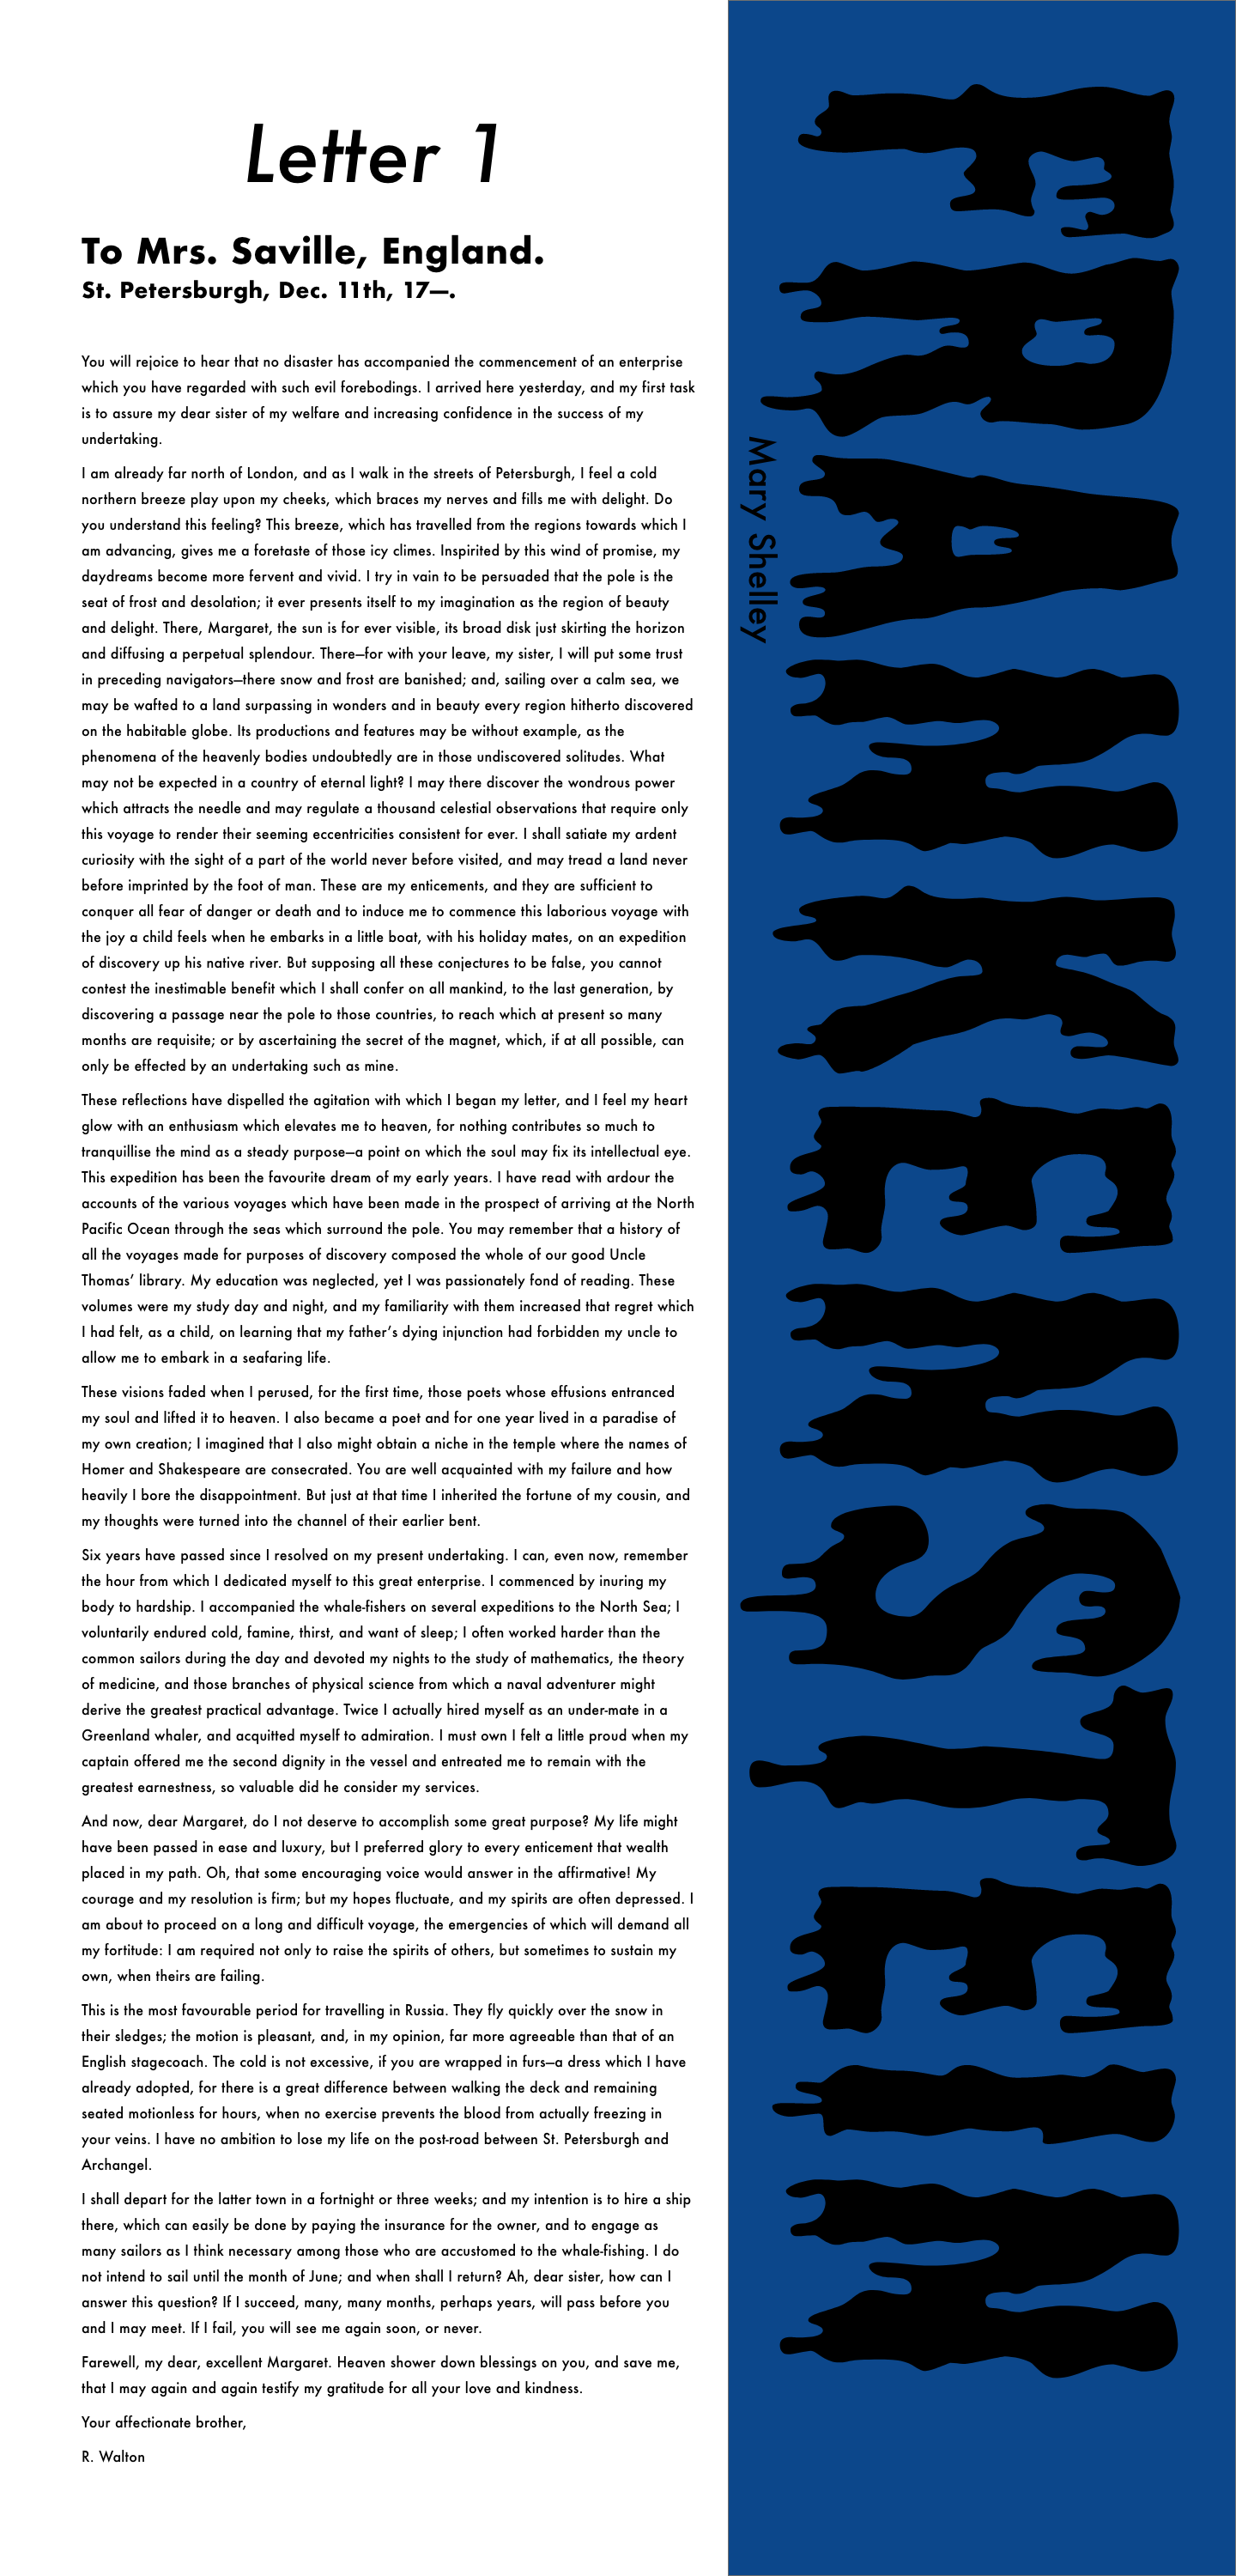 Letter 1
To Mrs. Saville, England.
St. Petersburgh, Dec. 11th, 17—.
You will rejoice to hear that no disaster has accompanied the commencement of an enterprise
which you have regarded with such evil forebodings. I arrived here yesterday, and my first task
is to assure my dear sister of my welfare and increasing confidence in the success of my
undertaking.
I am already far north of London, and as I walk in the streets of Petersburgh, I feel a cold
northern breeze play upon my cheeks, which braces my nerves and fills me with delight. Do
you understand this feeling? This breeze, which has travelled from the regions towards which I
am advancing, gives me a foretaste of those icy climes. Inspirited by this wind of promise, my
daydreams become more fervent and vivid. I try in vain to be persuaded that the pole is the
seat of frost and desolation; it ever presents itself to my imagination as the region of beauty
and delight. There, Margaret, the sun is for ever visible, its broad disk just skirting the horizon
and diffusing a perpetual splendour. There—for with your leave, my sister, I will put some trust
in preceding navigators—there snow and frost are banished; and, sailing over a calm sea, we
may be wafted to a land surpassing in wonders and in beauty every region hitherto discovered
on the habitable globe. Its productions and features may be without example, as the
phenomena of the heavenly bodies undoubtedly are in those undiscovered solitudes. What
may not be expected in a country of eternal light? I may there discover the wondrous power
which attracts the needle and may regulate a thousand celestial observations that require only
this voyage to render their seeming eccentricities consistent for ever. I shall satiate my ardent
curiosity with the sight of a part of the world never before visited, and may tread a land never
before imprinted by the foot of man. These are my enticements, and they are sufficient to
conquer all fear of danger or death and to induce me to commence this laborious voyage with
the joy a child feels when he embarks in a little boat, with his holiday mates, on an expedition
of discovery up his native river. But supposing all these conjectures to be false, you cannot
contest the inestimable benefit which I shall confer on all mankind, to the last generation, by
discovering a passage near the pole to those countries, to reach which at present so many
months are requisite; or by ascertaining the secret of the magnet, which, if at all possible, can
only be effected by an undertaking such as mine.
These reflections have dispelled the agitation with which I began my letter, and I feel my heart
glow with an enthusiasm which elevates me to heaven, for nothing contributes so much to
tranquillise the mind as a steady purpose—a point on which the soul may fix its intellectual eye.
This expedition has been the favourite dream of my early years. I have read with ardour the
accounts of the various voyages which have been made in the prospect of arriving at the North
Pacific Ocean through the seas which surround the pole. You may remember that a history of
all the voyages made for purposes of discovery composed the whole of our good Uncle
Thomas’ library. My education was neglected, yet I was passionately fond of reading. These
volumes were my study day and night, and my familiarity with them increased that regret which
I had felt, as a child, on learning that my father’s dying injunction had forbidden my uncle to
allow me to embark in a seafaring life.
These visions faded when I perused, for the first time, those poets whose effusions entranced
my soul and lifted it to heaven. I also became a poet and for one year lived in a paradise of
my own creation; I imagined that I also might obtain a niche in the temple where the names of
Homer and Shakespeare are consecrated. You are well acquainted with my failure and how
heavily I bore the disappointment. But just at that time I inherited the fortune of my cousin, and
my thoughts were turned into the channel of their earlier bent.
Six years have passed since I resolved on my present undertaking. I can, even now, remember
the hour from which I dedicated myself to this great enterprise. I commenced by inuring my
body to hardship. I accompanied the whale-fishers on several expeditions to the North Sea; I
voluntarily endured cold, famine, thirst, and want of sleep; I often worked harder than the
common sailors during the day and devoted my nights to the study of mathematics, the theory
of medicine, and those branches of physical science from which a naval adventurer might
derive the greatest practical advantage. Twice I actually hired myself as an under-mate in a
Greenland whaler, and acquitted myself to admiration. I must own I felt a little proud when my
captain offered me the second dignity in the vessel and entreated me to remain with the
greatest earnestness, so valuable did he consider my services.
And now, dear Margaret, do I not deserve to accomplish some great purpose? My life might
have been passed in ease and luxury, but I preferred glory to every enticement that wealth
placed in my path. Oh, that some encouraging voice would answer in the affirmative! My
courage and my resolution is firm; but my hopes fluctuate, and my spirits are often depressed. I
am about to proceed on a long and difficult voyage, the emergencies of which will demand all
my fortitude: I am required not only to raise the spirits of others, but sometimes to sustain my
own, when theirs are failing.
This is the most favourable period for travelling in Russia. They fly quickly over the snow in
their sledges; the motion is pleasant, and, in my opinion, far more agreeable than that of an
English stagecoach. The cold is not excessive, if you are wrapped in furs—a dress which I have
already adopted, for there is a great difference between walking the deck and remaining
seated motionless for hours, when no exercise prevents the blood from actually freezing in
your veins. I have no ambition to lose my life on the post-road between St. Petersburgh and
Archangel.
I shall depart for the latter town in a fortnight or three weeks; and my intention is to hire a ship
there, which can easily be done by paying the insurance for the owner, and to engage as
many sailors as I think necessary among those who are accustomed to the whale-fishing. I do
not intend to sail until the month of June; and when shall I return? Ah, dear sister, how can I
answer this question? If I succeed, many, many months, perhaps years, will pass before you
and I may meet. If I fail, you will see me again soon, or never.
Farewell, my dear, excellent Margaret. Heaven shower down blessings on you, and save me,
that I may again and again testify my gratitude for all your love and kindness.
Your affectionate brother,
R. Walton
FRANKENSTEIN
Mary Shelley